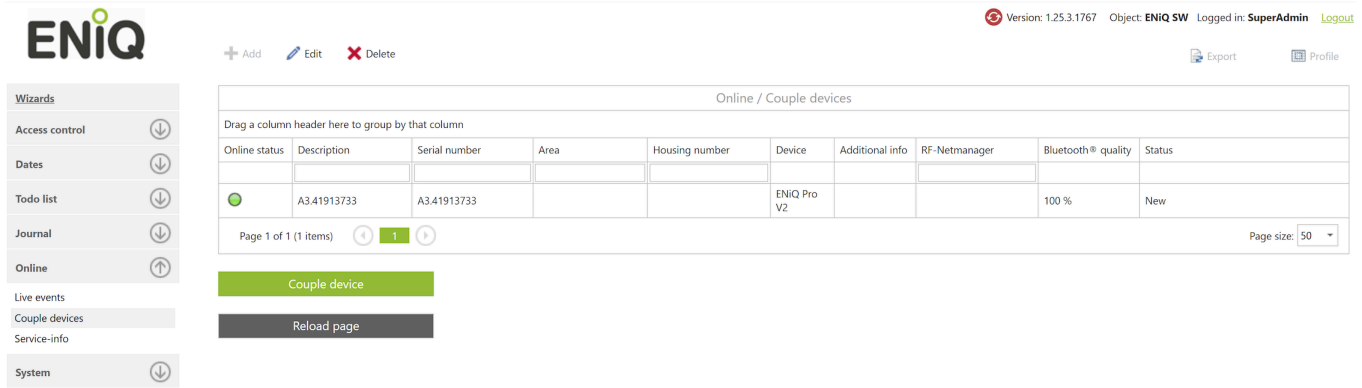 ENiQ
Version: 1.25.3.1767 Object: ENiQ SW Logged in: SuperAdmin Logout
Add Edit Delete Export Profile
Wizards
Access control
Dates
Todo list
Journal
Online
Live events
Couple devices
Service-info
System
Online / Couple devices
Drag a column header here to group by that column
Online status Description Serial number Area Housing number Device Additional info RF-Netmanager Bluetooth® quality Status
A3.41913733 A3.41913733 ENiQ Pro V2 100 % New
Page 1 of 1 (1 items) 1 Page size: 50
Couple device
Reload page